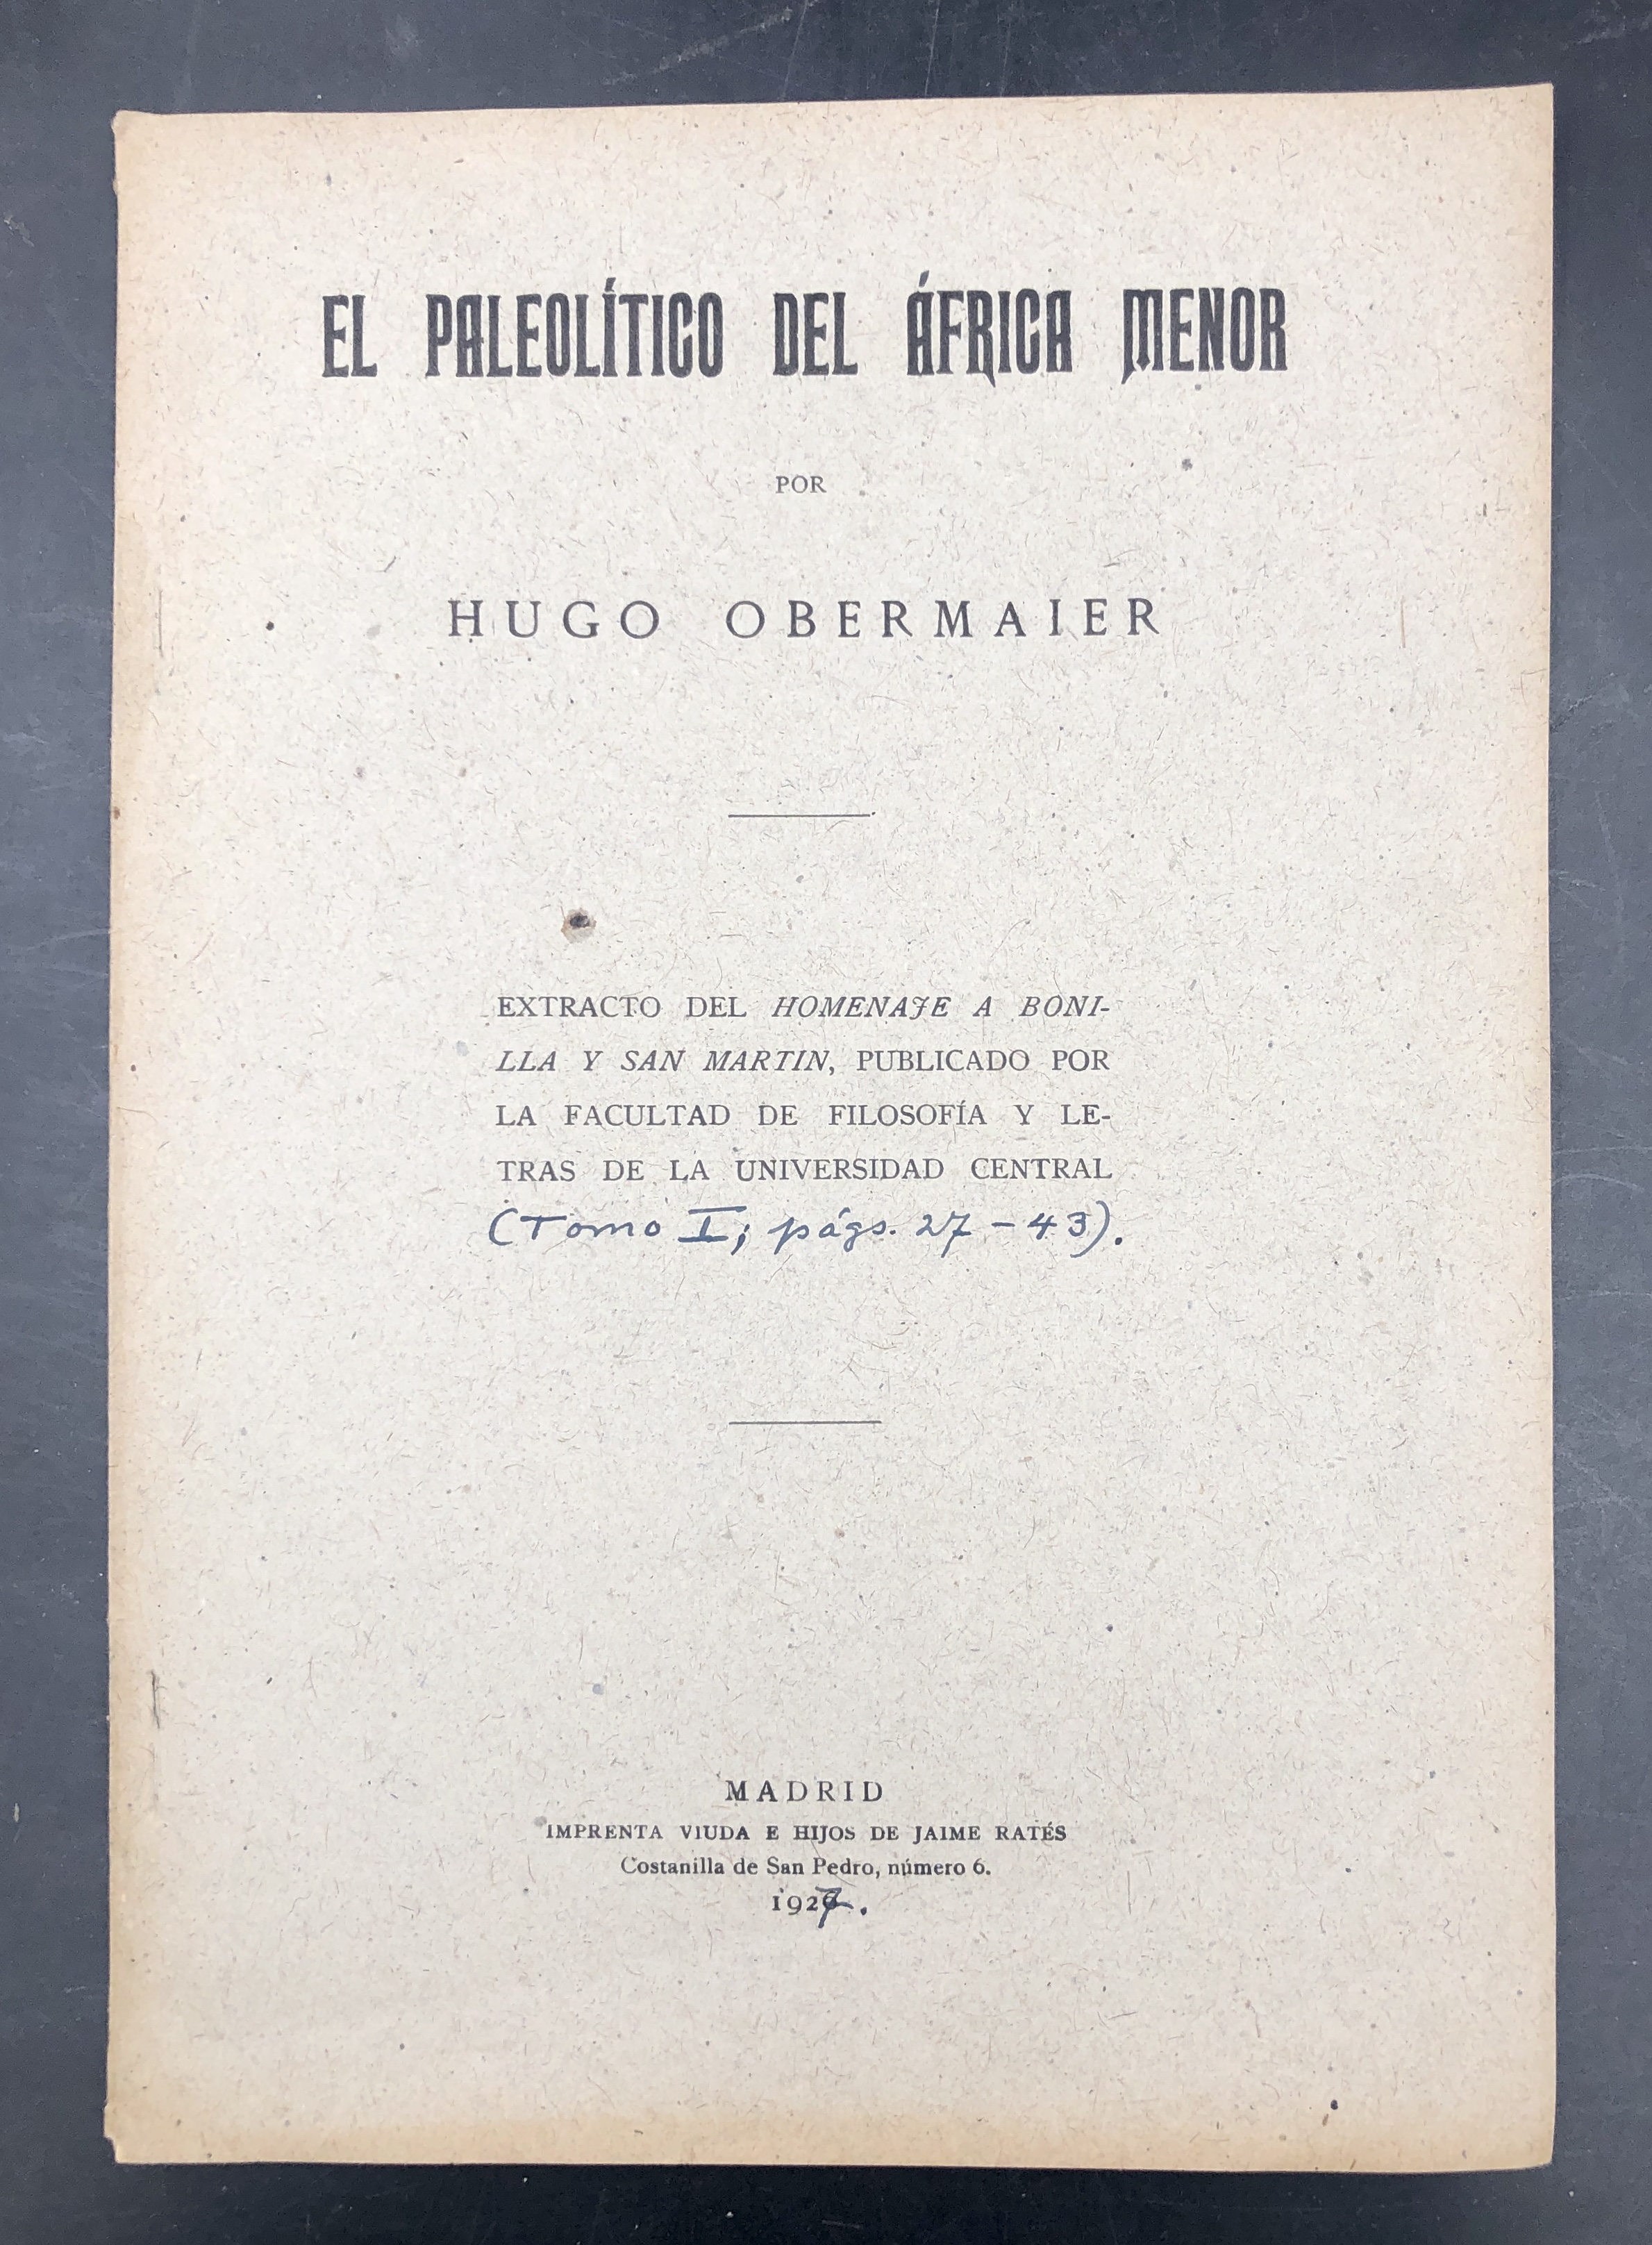 EL PALEOLÍTICO DEL ÁFRICA MENOR
POR
HUGO OBERMAIER
EXTRACTO DEL HOMENAJE A BONI-
LLA Y SAN MARTIN, PUBLICADO POR
LA FACULTAD DE FILOSOFÍA Y LE-
TRAS DE LA UNIVERSIDAD CENTRAL
(Tomo I; págs. 27-43).
MADRID
IMPRENTA VIUDA E HIJOS DE JAIME RATÉS
Costanilla de San Pedro, número 6.
1927.